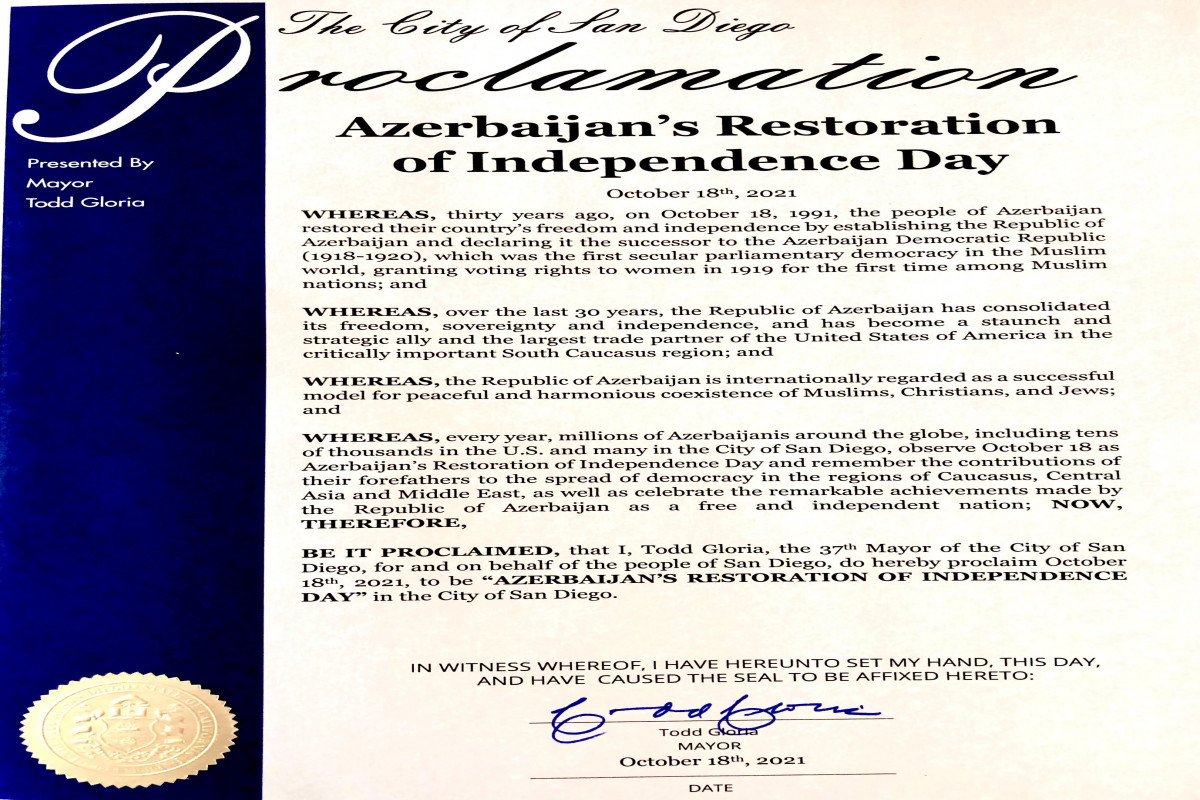 The City of San Diego
Proclamation
Presented By
Mayor
Todd Gloria
Azerbaijan's Restoration
of Independence Day
October 18th, 2021
WHEREAS, thirty years ago, on October 18, 1991, the people of Azerbaijan
restored their country's freedom and independence by establishing the Republic of
Azerbaijan and declaring it the successor to the Azerbaijan Democratic Republic
(1918-1920), which was the first secular parliamentary democracy in the Muslim
world, granting voting rights to women in 1919 for the first time among Muslim
nations; and
WHEREAS, over the last 30 years, the Republic of Azerbaijan has consolidated
its freedom, sovereignty and independence, and has become a staunch and
strategic ally and the largest trade partner of the United States of America in the
critically important South Caucasus region; and
WHEREAS, the Republic of Azerbaijan is internationally regarded as a successful
model for peaceful and harmonious coexistence of Muslims, Christians, and Jews;
and
WHEREAS, every year, millions of Azerbaijanis around the globe, including tens
of thousands in the U.S. and many in the City of San Diego, observe October 18 as
Azerbaijan's Restoration of Independence Day and remember the contributions of
their forefathers to the spread of democracy in the regions of Caucasus, Central
Asia and Middle East, as well as celebrate the remarkable achievements made by
the Republic of Azerbaijan as a free and independent nation; NOW,
THEREFORE,
BE IT PROCLAIMED, that I, Todd Gloria, the 37th Mayor of the City of San
Diego, for and on behalf of the people of San Diego, do hereby proclaim October
18th, 2021, to be "AZERBAIJAN'S RESTORATION OF INDEPENDENCE
DAY" in the City of San Diego.
IN WITNESS WHEREOF, I HAVE HEREUNTO SET MY HAND, THIS DAY,
AND HAVE CAUSED THE SEAL TO BE AFFIXED HERETO:
Todd Gloria
Todd Gloria
MAYOR
October 18th, 2021
DATE